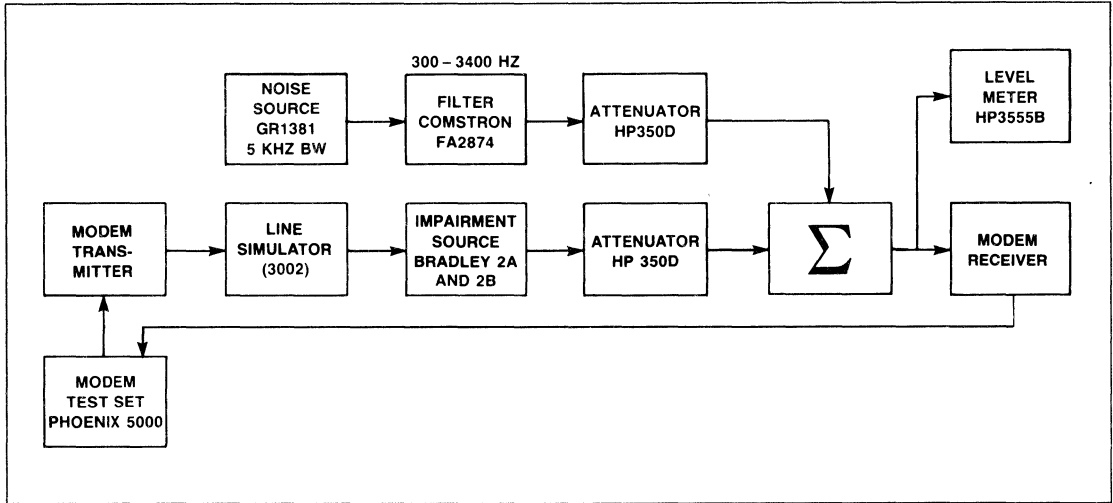 300 – 3400 HZ
NOISE
SOURCE
GR1381
5 KHZ BW
FILTER
COMSTRON
FA2874
ATTENUATOR
HP350D
LEVEL
METER
HP3555B
MODEM
TRANS-
MITTER
LINE
SIMULATOR
(3002)
IMPAIRMENT
SOURCE
BRADLEY 2A
AND 2B
ATTENUATOR
HP 350D
Σ
MODEM
RECEIVER
MODEM
TEST SET
PHOENIX 5000